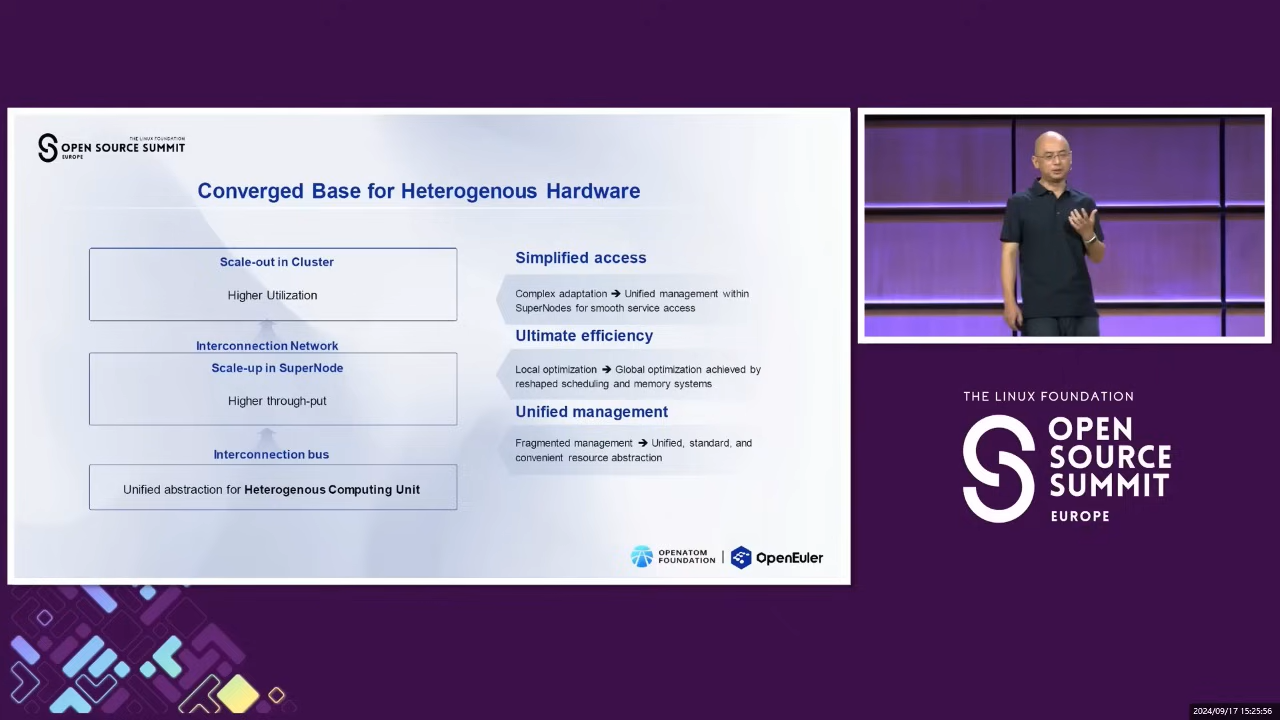 THE LINUX FOUNDATION
OPEN SOURCE SUMMIT
EUROPE
Converged Base for Heterogenous Hardware
Scale-out in Cluster
Higher Utilization
Interconnection Network
Scale-up in SuperNode
Higher through-put
Interconnection bus
Unified abstraction for Heterogenous Computing Unit
Simplified access
Complex adaptation ➔ Unified management within
SuperNodes for smooth service access
Ultimate efficiency
Local optimization ➔ Global optimization achieved by
reshaped scheduling and memory systems
Unified management
Fragmented management ➔ Unified, standard, and
convenient resource abstraction
OPENATOM
FOUNDATION
OpenEuler
THE LINUX FOUNDATION
OPEN
SOURCE
SUMMIT
EUROPE
2024/09/17 15:25:56